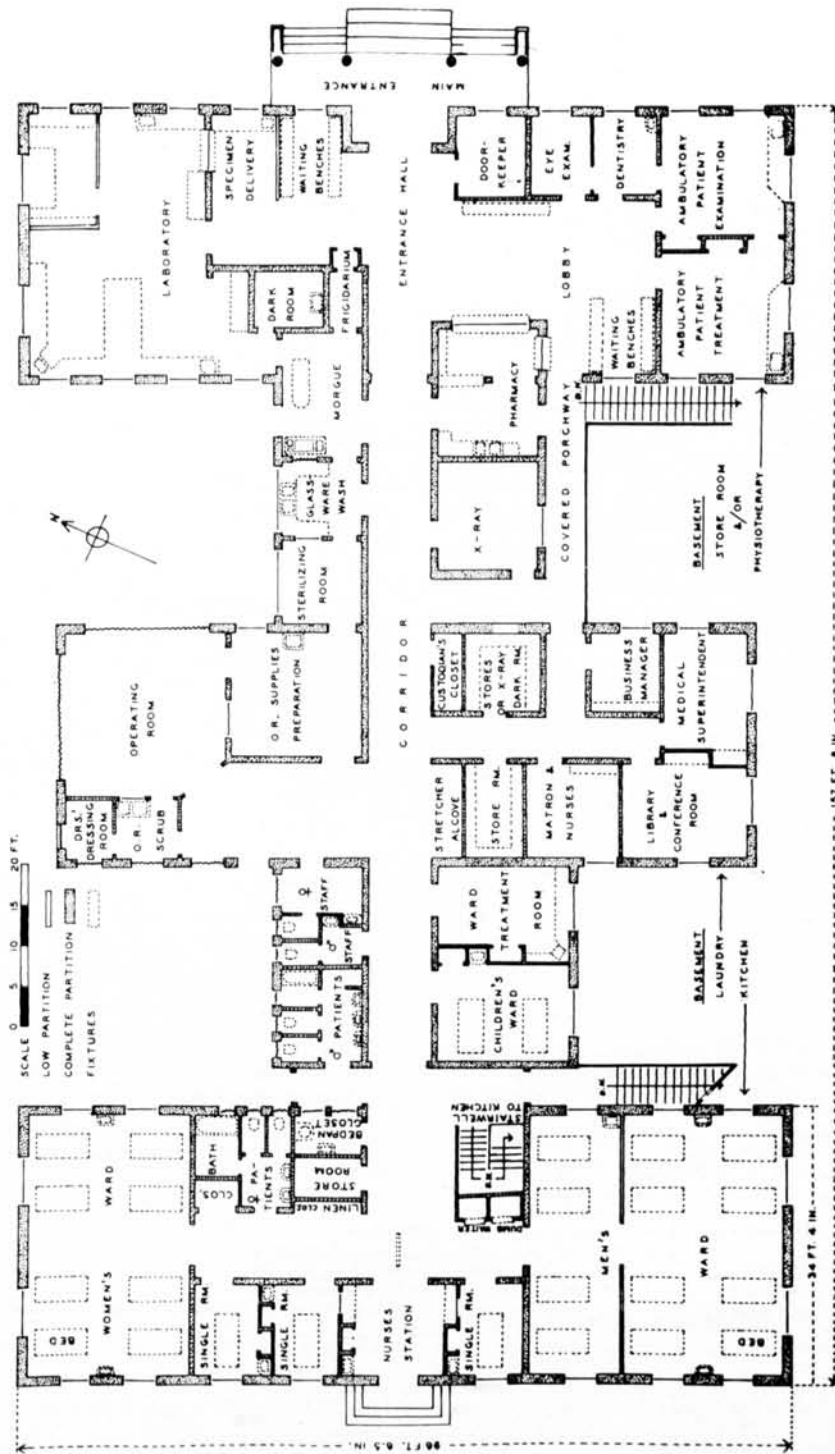 SCALE 0 5 10 15 20 FT.
LOW PARTITION
COMPLETE PARTITION
FIXTURES
N
WOMEN'S WARD
BED
BATH
CLOS.
PA-
TIENTS
♀
BEDPAN
CLOSET
STORE
ROOM
LINEN CLOS
SINGLE RM.
SINGLE RM.
NURSES
STATION
SINGLE RM.
DUMB WAITER
STAIRWELL
TO KITCHEN
DN.
MEN'S
WARD
BED
34 FT. 4 IN.
DRS.'
DRESSING
ROOM
O.R.
SCRUB
OPERATING
ROOM
O.R. SUPPLIES
PREPARATION
♀
STAFF
♂
STAFF
PATIENTS
♂
STERILIZING
ROOM
GLASS-
WARE
WASH
MORGUE
FRIGIDARIUM
DARK
ROOM
LABORATORY
SPECIMEN
DELIVERY
WAITING
BENCHES
CORRIDOR
ENTRANCE HALL
MAIN ENTRANCE
CHILDREN'S
WARD
WARD
TREATMENT
ROOM
STRETCHER
ALCOVE
STORE RM.
MATRON &
NURSES
LIBRARY
&
CONFERENCE
ROOM
CUSTODIAN'S
CLOSET
STORES
OR X-RAY
DARK RM.
BUSINESS
MANAGER
MEDICAL
SUPERINTENDENT
X-RAY
PHARMACY
COVERED PORCHWAY
LOBBY
DOOR-
KEEPER
EYE
EXAM.
DENTISTRY
WAITING
BENCHES
AMBULATORY
PATIENT
TREATMENT
AMBULATORY
PATIENT
EXAMINATION
DN.
BASEMENT
LAUNDRY
KITCHEN
DN.
BASEMENT
STORE ROOM
&/OR
PHYSIOTHERAPY